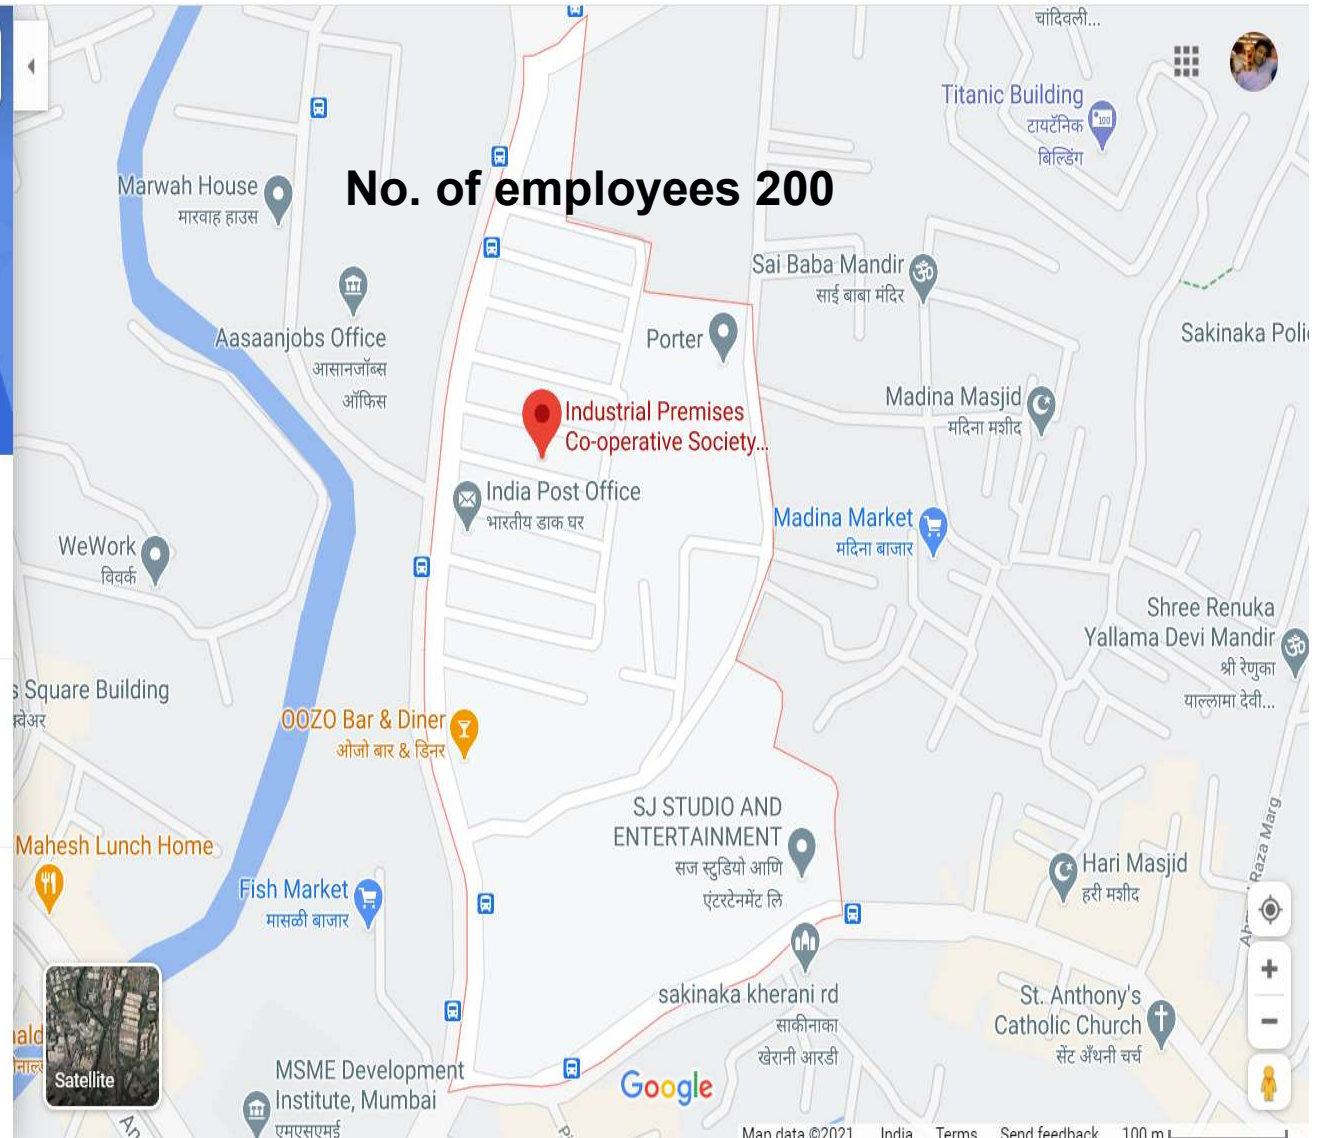 चांदिवली...
Titanic Building
टायटॅनिक
बिल्डिंग
No. of employees 200
Marwah House
मारवाह हाउस
Sai Baba Mandir
साई बाबा मंदिर
Aasaanjobs Office
आसानजॉब्स
ऑफिस
Porter
Sakinaka Poli
Madina Masjid
मदिना मशीद
Industrial Premises
Co-operative Society...
India Post Office
भारतीय डाक घर
Madina Market
मदिना बाजार
WeWork
विवर्क
Shree Renuka
Yallama Devi Mandir
श्री रेणुका
याल्लामा देवी...
s Square Building
OOZO Bar & Diner
ओजो बार & डिनर
SJ STUDIO AND
ENTERTAINMENT
सज स्टुडियो आणि
एंटरटेनमेंट लि
Mahesh Lunch Home
Fish Market
मासळी बाजार
Hari Masjid
हरी मशीद
Raza Marg
sakinaka kherani rd
साकीनाका
खेरानी आरडी
St. Anthony's
Catholic Church
सेंट अँथनी चर्च
Satellite
MSME Development
Institute, Mumbai
एमएसएमई
Google
Map data ©2021 India Terms Send feedback 100 m